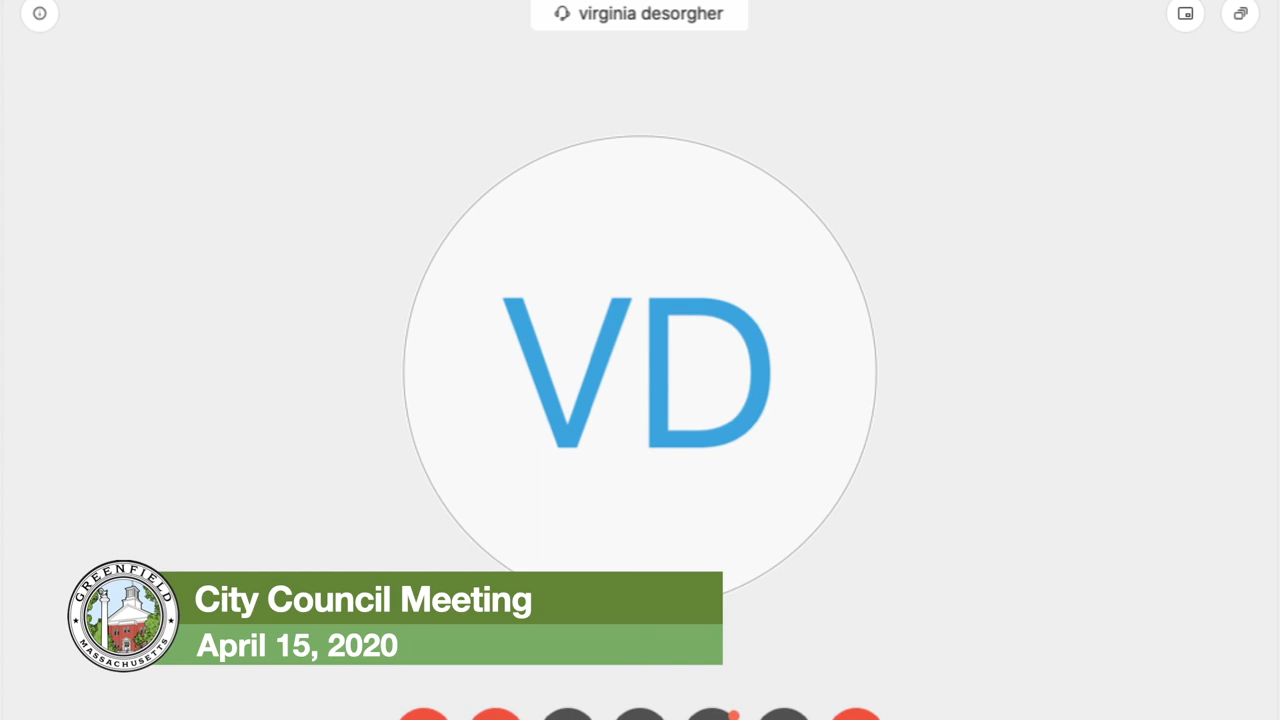 virginia desorgher
VD
GREENFIELD
MASSACHUSETTS
City Council Meeting
April 15, 2020